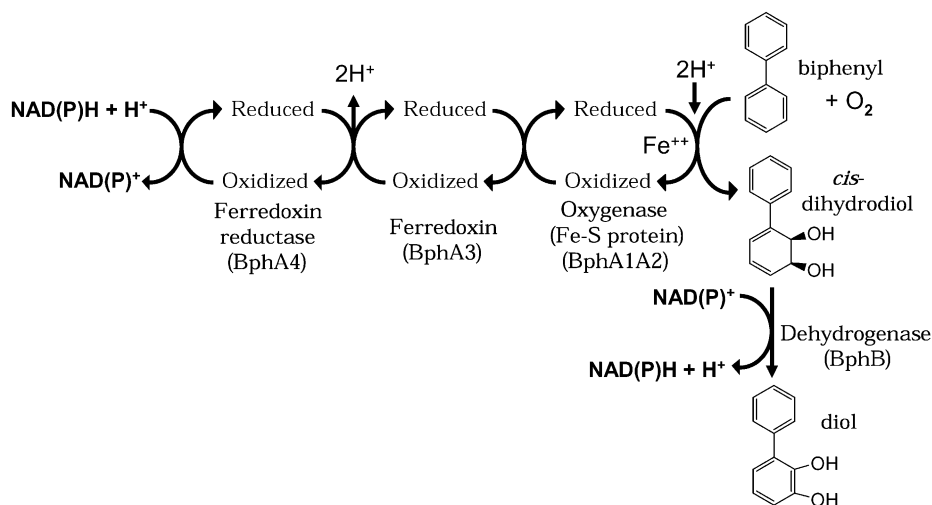 2H⁺
2H⁺
biphenyl
+ O₂
NAD(P)H + H⁺
Reduced
Reduced
Reduced
Fe⁺⁺
NAD(P)⁺
Oxidized
Oxidized
Oxidized
Ferredoxin
reductase
(BphA4)
Ferredoxin
(BphA3)
Oxygenase
(Fe-S protein)
(BphA1A2)
cis-
dihydrodiol
OH
OH
NAD(P)⁺
Dehydrogenase
(BphB)
NAD(P)H + H⁺
diol
OH
OH